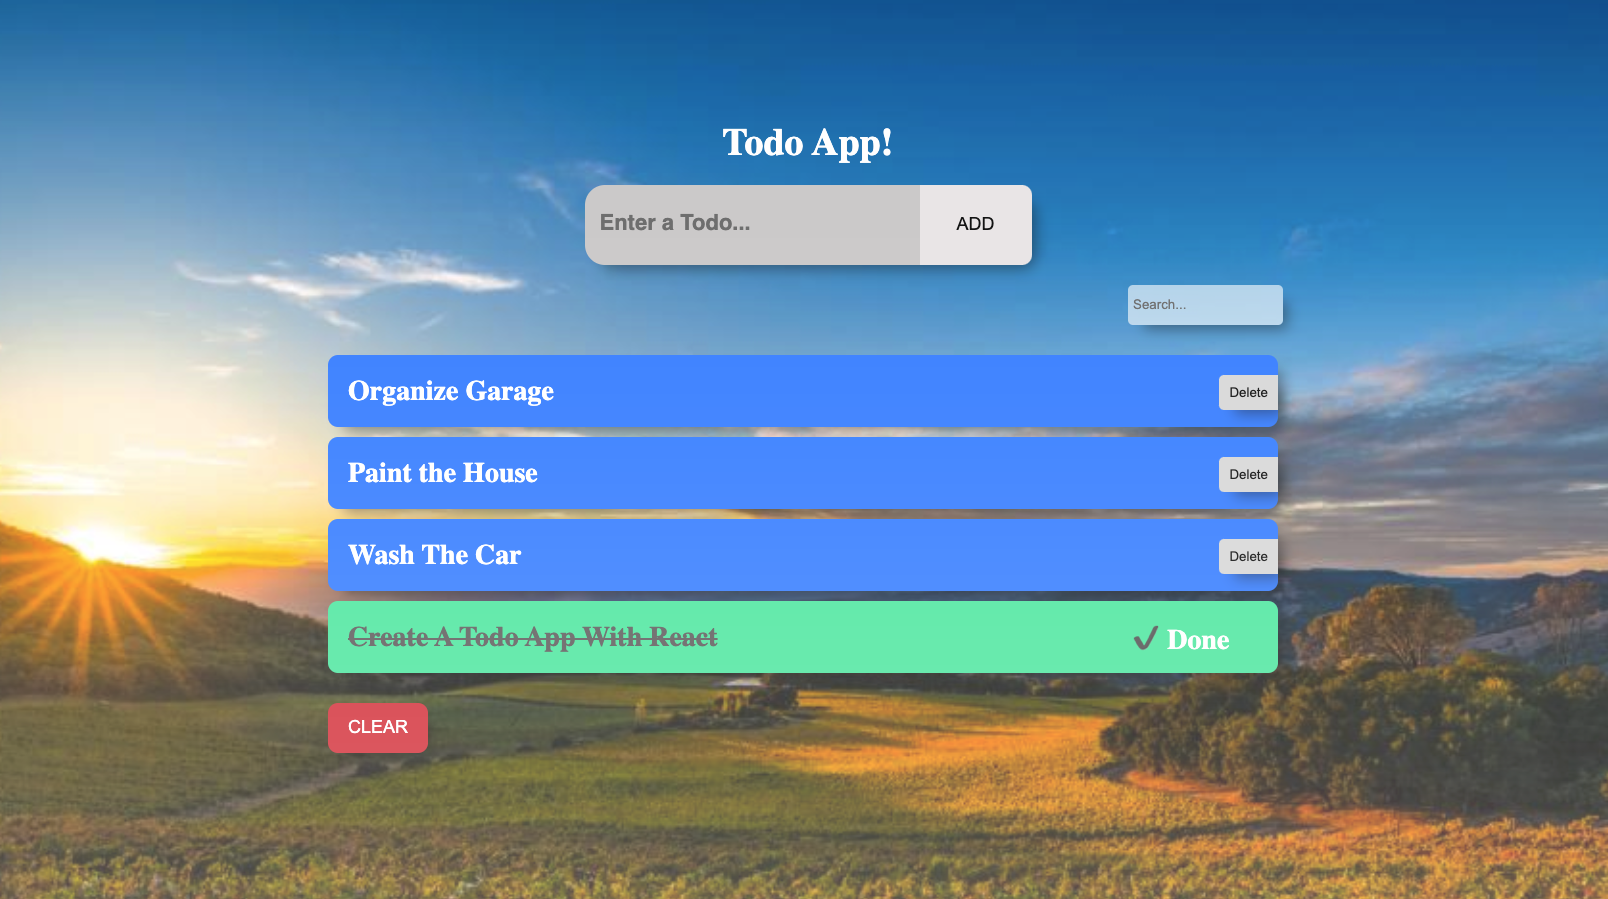 Todo App!
Enter a Todo... ADD
Search...
Organize Garage Delete
Paint the House Delete
Wash The Car Delete
Create A Todo App With React ✔ Done
CLEAR